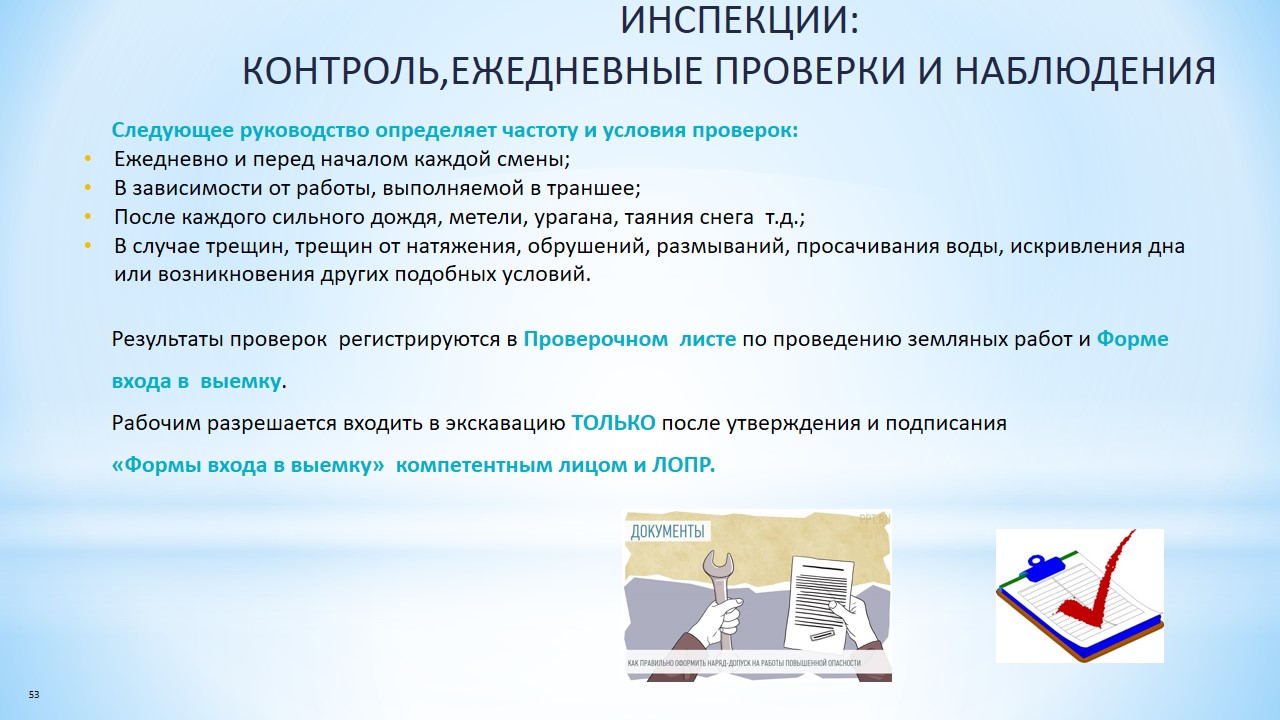 ИНСПЕКЦИИ:
КОНТРОЛЬ,ЕЖЕДНЕВНЫЕ ПРОВЕРКИ И НАБЛЮДЕНИЯ
Следующее руководство определяет частоту и условия проверок:
• Ежедневно и перед началом каждой смены;
• В зависимости от работы, выполняемой в траншее;
• После каждого сильного дождя, метели, урагана, таяния снега т.д.;
• В случае трещин, трещин от натяжения, обрушений, размываний, просачивания воды, искривления дна
или возникновения других подобных условий.
Результаты проверок регистрируются в Проверочном листе по проведению земляных работ и Форме
входа в выемку.
Рабочим разрешается входить в экскавацию ТОЛЬКО после утверждения и подписания
«Формы входа в выемку» компетентным лицом и ЛОПР.
PPT.RU
ДОКУМЕНТЫ
КАК ПРАВИЛЬНО ОФОРМИТЬ НАРЯД-ДОПУСК НА РАБОТЫ ПОВЫШЕННОЙ ОПАСНОСТИ
53